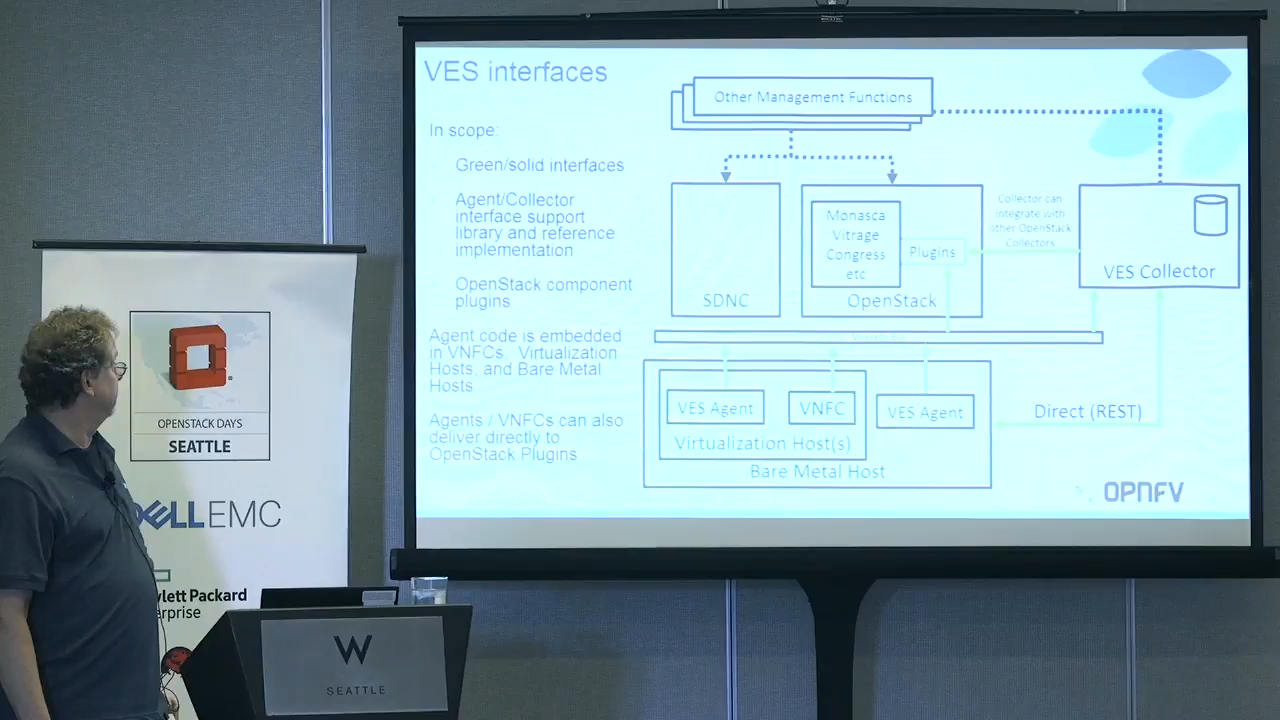 VES interfaces
In scope:
Green/solid interfaces
Agent/Collector
interface support
library and reference
implementation
OpenStack component
plugins
Agent code is embedded
in VNFCs, Virtualization
Hosts, and Bare Metal
Hosts
Agents / VNFCs can also
deliver directly to
OpenStack Plugins
Other Management Functions
SDNC
Monasca
Vitrage
Congress
etc
Plugins
OpenStack
Collector can
integrate with
other OpenStack
Collectors
VES Collector
VES Agent
VNFC
VES Agent
Virtualization Host(s)
Bare Metal Host
Direct (REST)
OPNFV
OPENSTACK DAYS
SEATTLE
DELL EMC
wlett Packard
erprise
W
SEATTLE